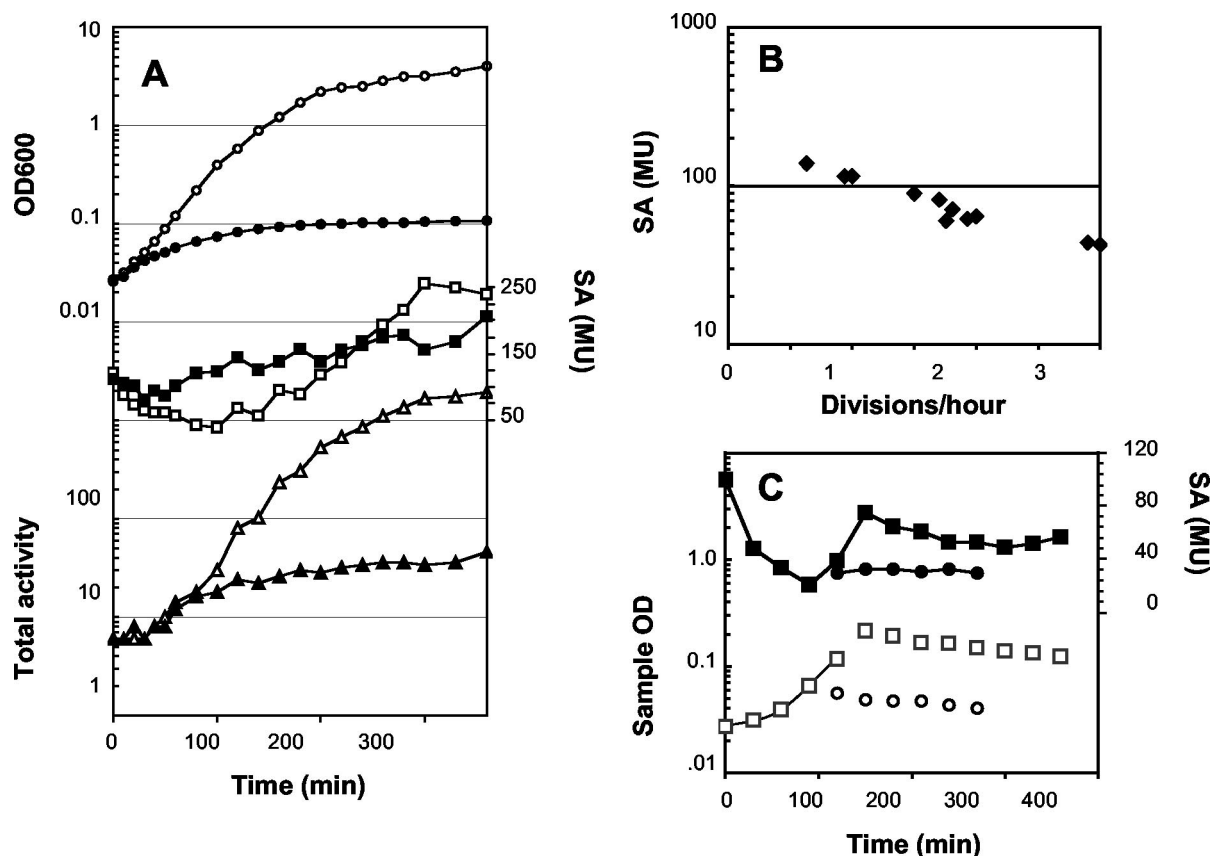 A
OD600
10
1
0.1
0.01
SA (MU)
250
150
50
Total activity
100
10
1
0
100
200
300
Time (min)
B
SA (MU)
1000
100
10
0
1
2
3
Divisions/hour
C
Sample OD
1.0
0.1
.01
SA (MU)
120
80
40
0
0
100
200
300
400
Time (min)